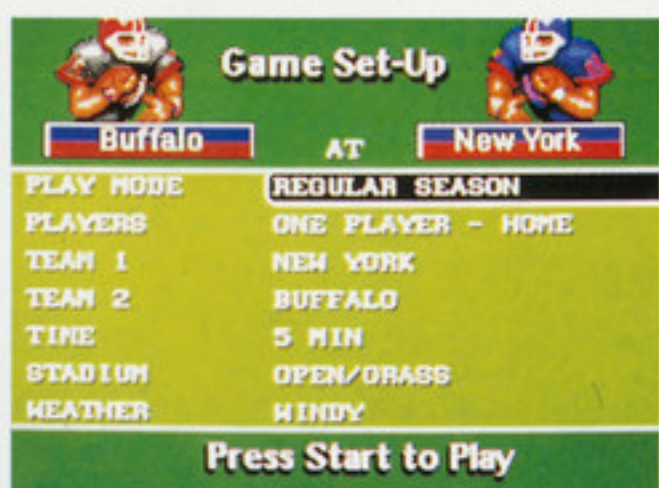 Game Set-Up
Buffalo AT New York
PLAY MODE REGULAR SEASON
PLAYERS ONE PLAYER - HOME
TEAM 1 NEW YORK
TEAM 2 BUFFALO
TIME 5 MIN
STADIUM OPEN/GRASS
WEATHER WINDY
Press Start to Play